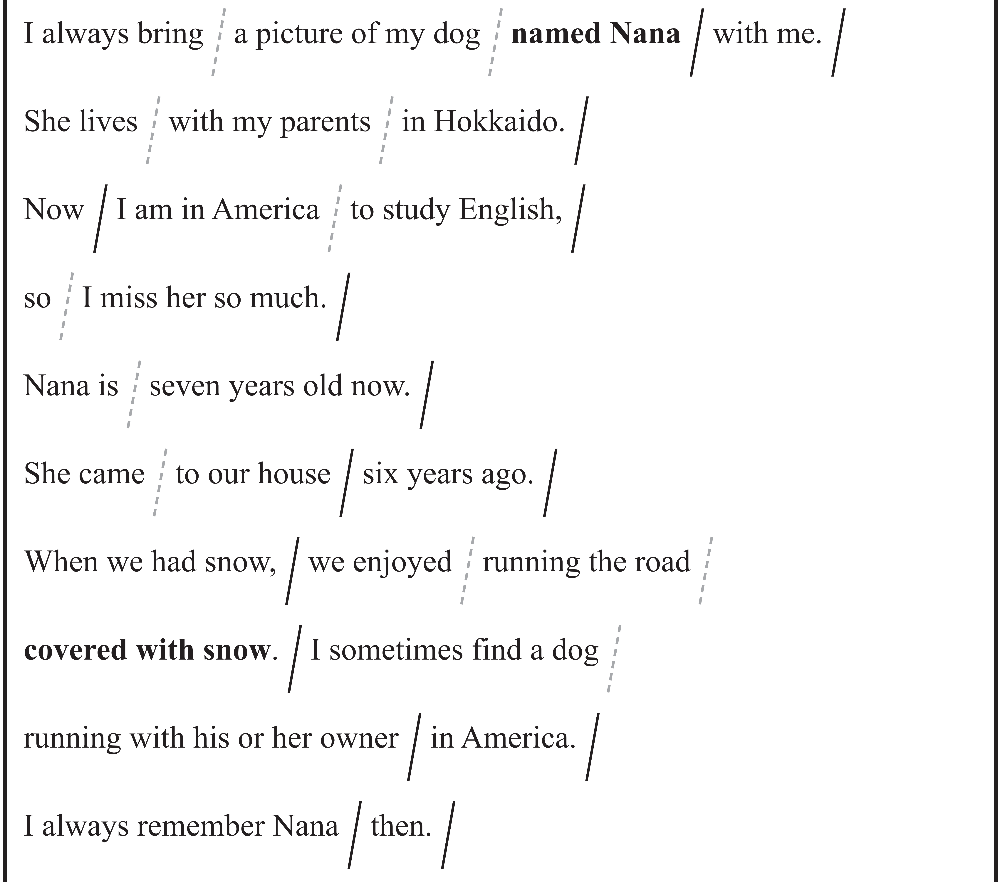 I always bring / a picture of my dog / named Nana / with me. /
She lives / with my parents / in Hokkaido. /
Now / I am in America / to study English, /
so / I miss her so much. /
Nana is / seven years old now. /
She came / to our house / six years ago. /
When we had snow, / we enjoyed / running the road /
covered with snow. / I sometimes find a dog /
running with his or her owner / in America. /
I always remember Nana / then. /